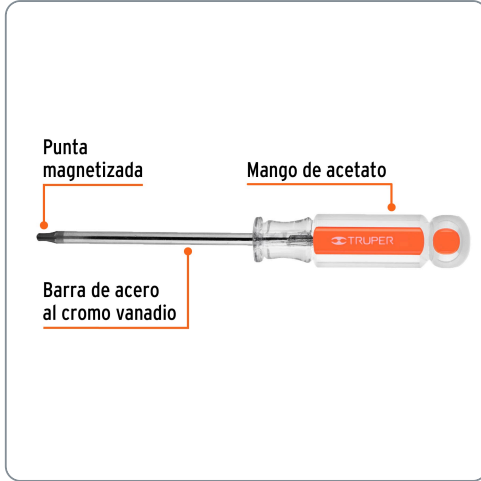 Punta
magnetizada
Mango de acetato
TRUPER
Barra de acero
al cromo vanadio